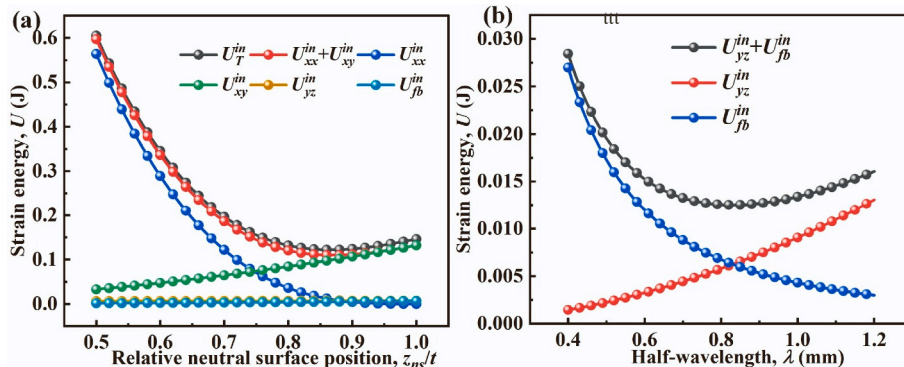 (a)
U_T^in U_xx^in+U_xy^in U_xx^in
U_xy^in U_yz^in U_fb^in
Strain energy, U (J)
0.6
0.5
0.4
0.3
0.2
0.1
0.0
0.5 0.6 0.7 0.8 0.9 1.0
Relative neutral surface position, z_ns/t
(b)
ttt
U_yz^in+U_fb^in
U_yz^in
U_fb^in
Strain energy, U (J)
0.030
0.025
0.020
0.015
0.010
0.005
0.000
0.4 0.6 0.8 1.0 1.2
Half-wavelength, λ (mm)